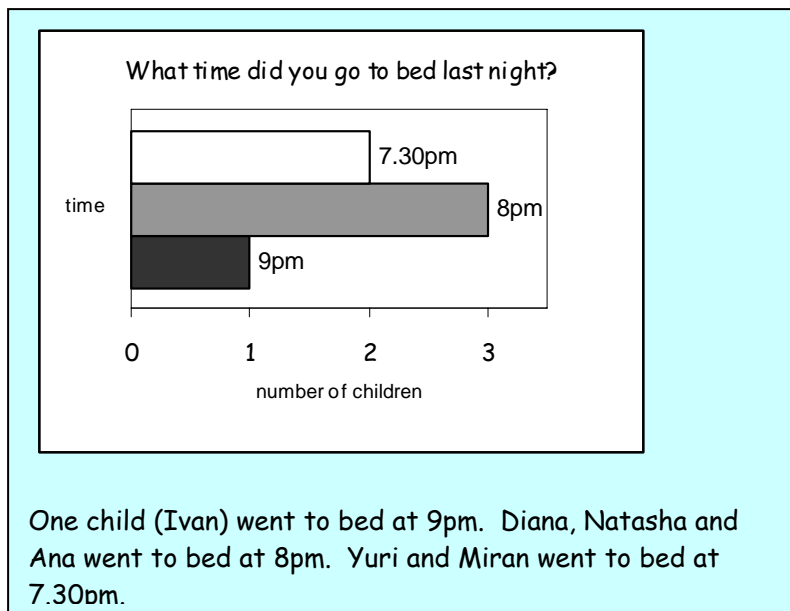 What time did you go to bed last night?
7.30pm
time
8pm
9pm
0 1 2 3
number of children
One child (Ivan) went to bed at 9pm. Diana, Natasha and
Ana went to bed at 8pm. Yuri and Miran went to bed at
7.30pm.